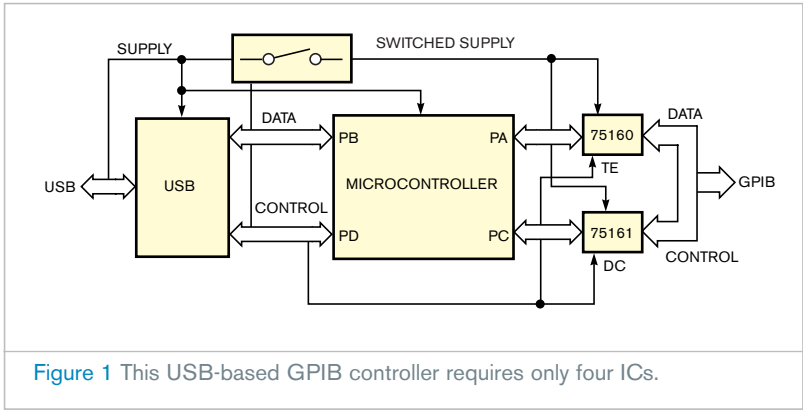 SUPPLY
SWITCHED SUPPLY
DATA
DATA
PB
PA
75160
TE
USB
USB
MICROCONTROLLER
GPIB
CONTROL
PD
PC
75161
CONTROL
DC
Figure 1 This USB-based GPIB controller requires only four ICs.